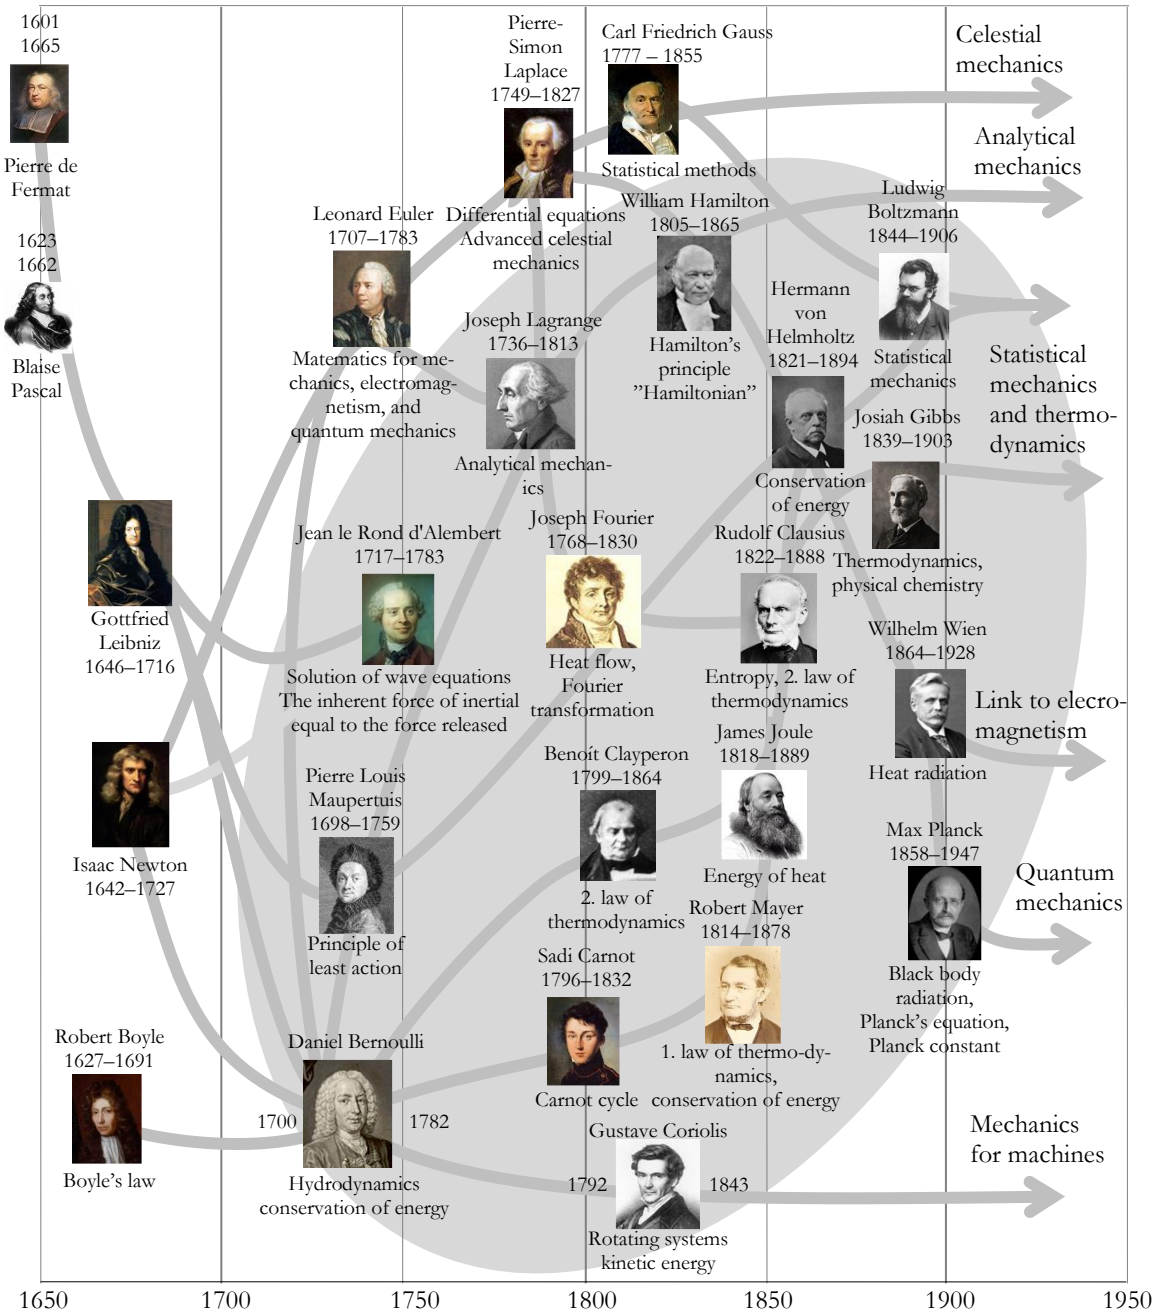 1601
1665
Pierre de
Fermat
1623
1662
Blaise
Pascal
Gottfried
Leibniz
1646–1716
Isaac Newton
1642–1727
Robert Boyle
1627–1691
Boyle's law
Leonard Euler
1707–1783
Matematics for me-
chanics, electromag-
netism, and
quantum mechanics
Jean le Rond d'Alembert
1717–1783
Solution of wave equations
The inherent force of inertial
equal to the force released
Pierre Louis
Maupertuis
1698–1759
Principle of
least action
Daniel Bernoulli
1700
1782
Hydrodynamics
conservation of energy
Pierre-
Simon
Laplace
1749–1827
Differential equations
Advanced celestial
mechanics
Joseph Lagrange
1736–1813
Analytical mechan-
ics
Joseph Fourier
1768–1830
Heat flow,
Fourier
transformation
Benoít Clayperon
1799–1864
2. law of
thermodynamics
Sadi Carnot
1796–1832
Carnot cycle
Gustave Coriolis
1792
1843
Rotating systems
kinetic energy
Carl Friedrich Gauss
1777 – 1855
Statistical methods
William Hamilton
1805–1865
Hamilton's
principle
"Hamiltonian"
Hermann
von
Helmholtz
1821–1894
Conservation
of energy
Rudolf Clausius
1822–1888
Entropy, 2. law of
thermodynamics
James Joule
1818–1889
Energy of heat
Robert Mayer
1814–1878
1. law of thermo-dy-
namics,
conservation of energy
Ludwig
Boltzmann
1844–1906
Statistical
mechanics
Josiah Gibbs
1839–1903
Thermodynamics,
physical chemistry
Wilhelm Wien
1864–1928
Heat radiation
Max Planck
1858–1947
Black body
radiation,
Planck's equation,
Planck constant
Celestial
mechanics
Analytical
mechanics
Statistical
mechanics
and thermo-
dynamics
Link to elecro-
magnetism
Quantum
mechanics
Mechanics
for machines
1650
1700
1750
1800
1850
1900
1950